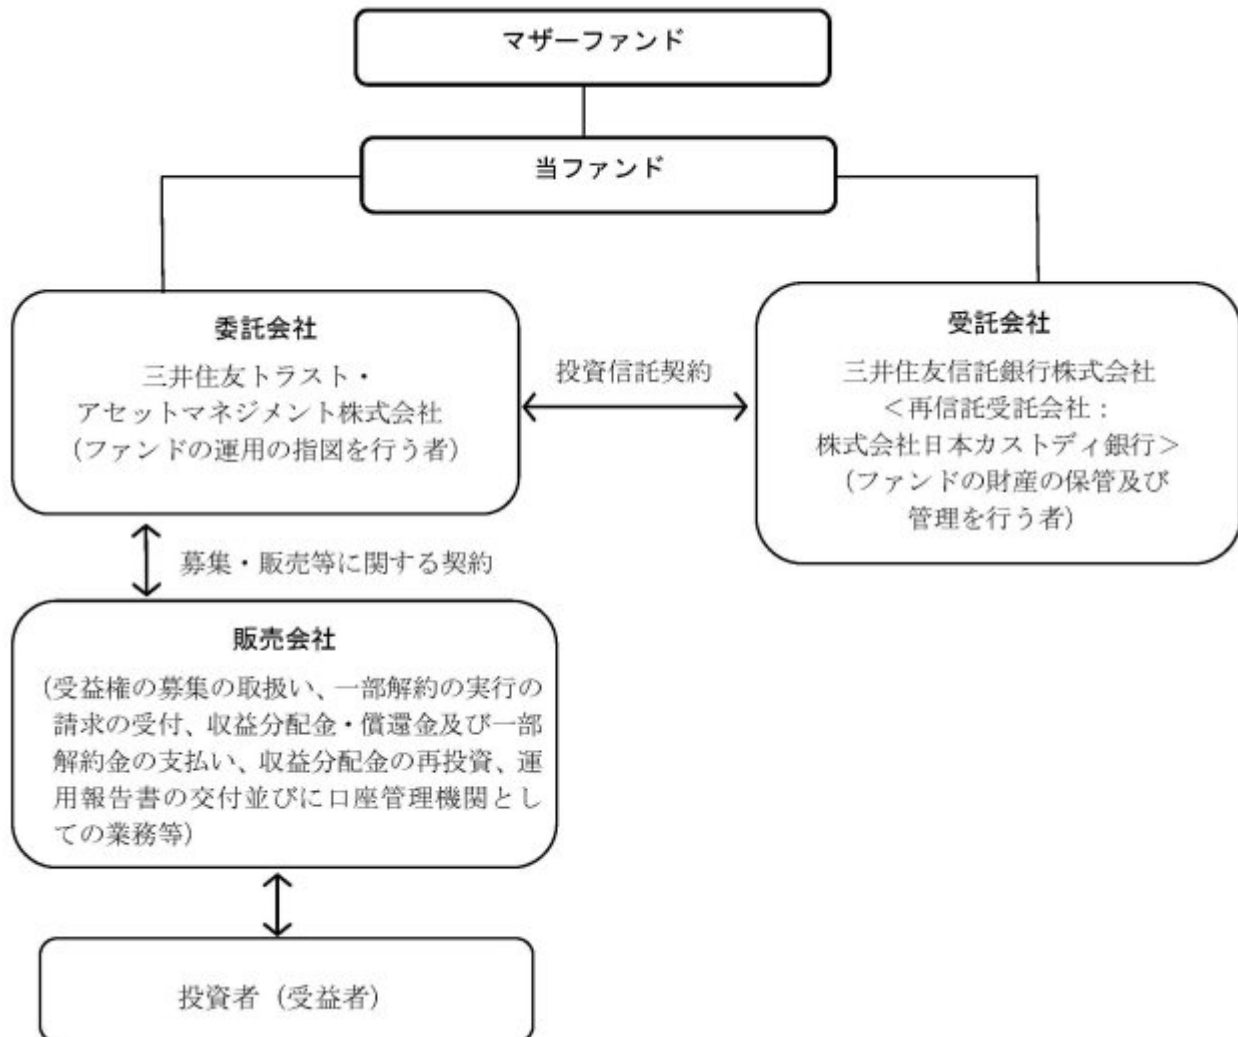 マザーファンド
当ファンド
委託会社
三井住友トラスト・
アセットマネジメント株式会社
(ファンドの運用の指図を行う者)
投資信託契約
受託会社
三井住友信託銀行株式会社
<再信託受託会社:
株式会社日本カストディ銀行>
(ファンドの財産の保管及び
管理を行う者)
募集・販売等に関する契約
販売会社
(受益権の募集の取扱い、一部解約の実行の
請求の受付、収益分配金・償還金及び一部
解約金の支払い、収益分配金の再投資、運
用報告書の交付並びに口座管理機関とし
ての業務等)
投資者(受益者)